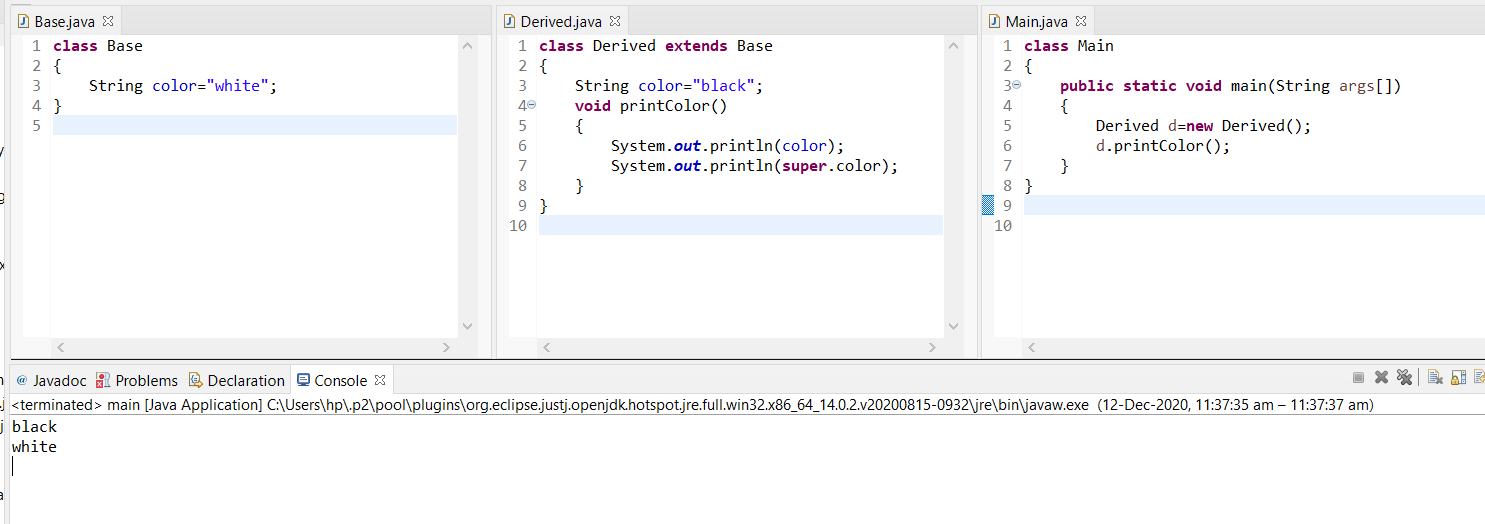 Base.java
1 class Base
2 {
3     String color="white";
4 }
5
Derived.java
1 class Derived extends Base
2 {
3     String color="black";
4     void printColor()
5     {
6         System.out.println(color);
7         System.out.println(super.color);
8     }
9 }
10
Main.java
1 class Main
2 {
3     public static void main(String args[])
4     {
5         Derived d=new Derived();
6         d.printColor();
7     }
8 }
9
10
@ Javadoc Problems Declaration Console
<terminated> main [Java Application] C:\Users\hp\.p2\pool\plugins\org.eclipse.justj.openjdk.hotspot.jre.full.win32.x86_64_14.0.2.v20200815-0932\jre\bin\javaw.exe (12-Dec-2020, 11:37:35 am – 11:37:37 am)
black
white